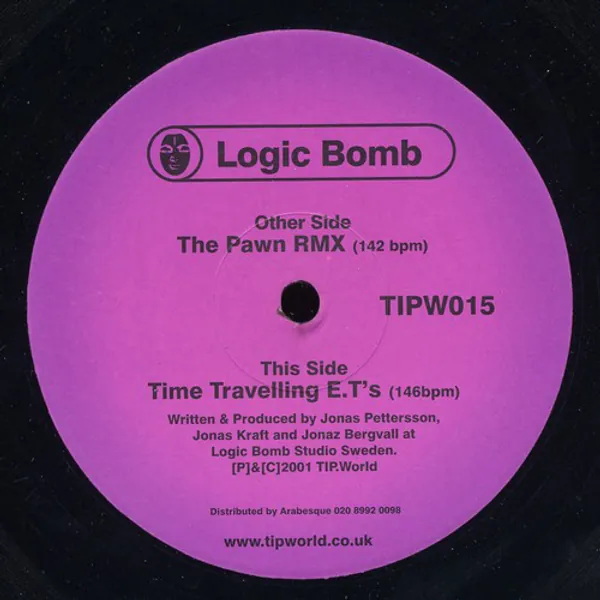 Logic Bomb
Other Side
The Pawn RMX (142 bpm)
TIPW015
This Side
Time Travelling E.T's (146bpm)
Written & Produced by Jonas Pettersson,
Jonas Kraft and Jonaz Bergvall at
Logic Bomb Studio Sweden.
[P]&[C]2001 TIP.World
Distributed by Arabesque 020 8992 0098
www.tipworld.co.uk